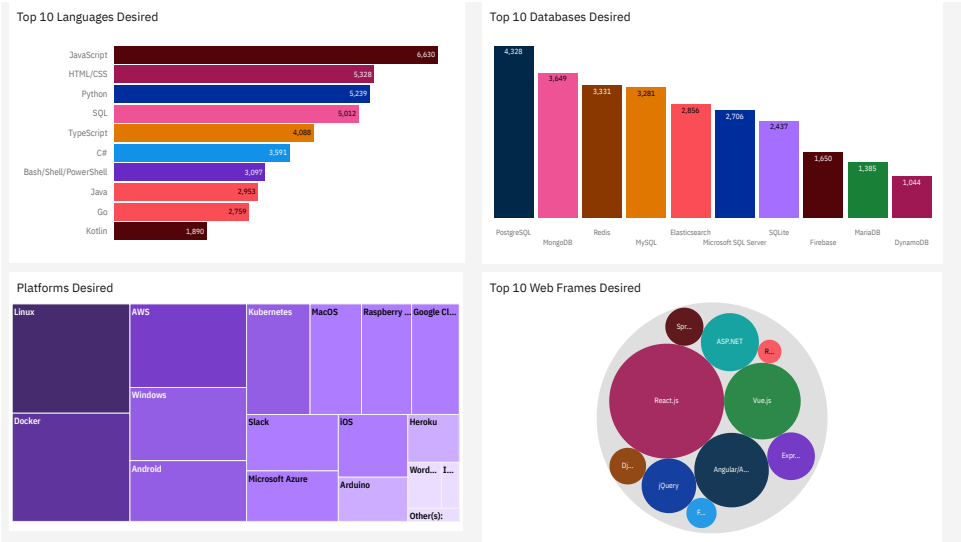 Top 10 Languages Desired
JavaScript 6,630
HTML/CSS 5,328
Python 5,239
SQL 5,012
TypeScript 4,088
C# 3,591
Bash/Shell/PowerShell 3,097
Java 2,953
Go 2,759
Kotlin 1,890
Top 10 Databases Desired
4,328
3,649
3,331
3,281
2,856
2,706
2,437
1,650
1,385
1,044
PostgreSQL Redis Elasticsearch SQLite MariaDB
MongoDB MySQL Microsoft SQL Server Firebase DynamoDB
Platforms Desired
Linux AWS Kubernetes MacOS Raspberry ... Google Cl...
Windows
Docker Slack iOS Heroku
Android Microsoft Azure Arduino Word... I...
Other(s):
Top 10 Web Frames Desired
Spr...
ASP.NET
R...
React.js Vue.js
Expr...
Dj... Angular/A...
jQuery
F...